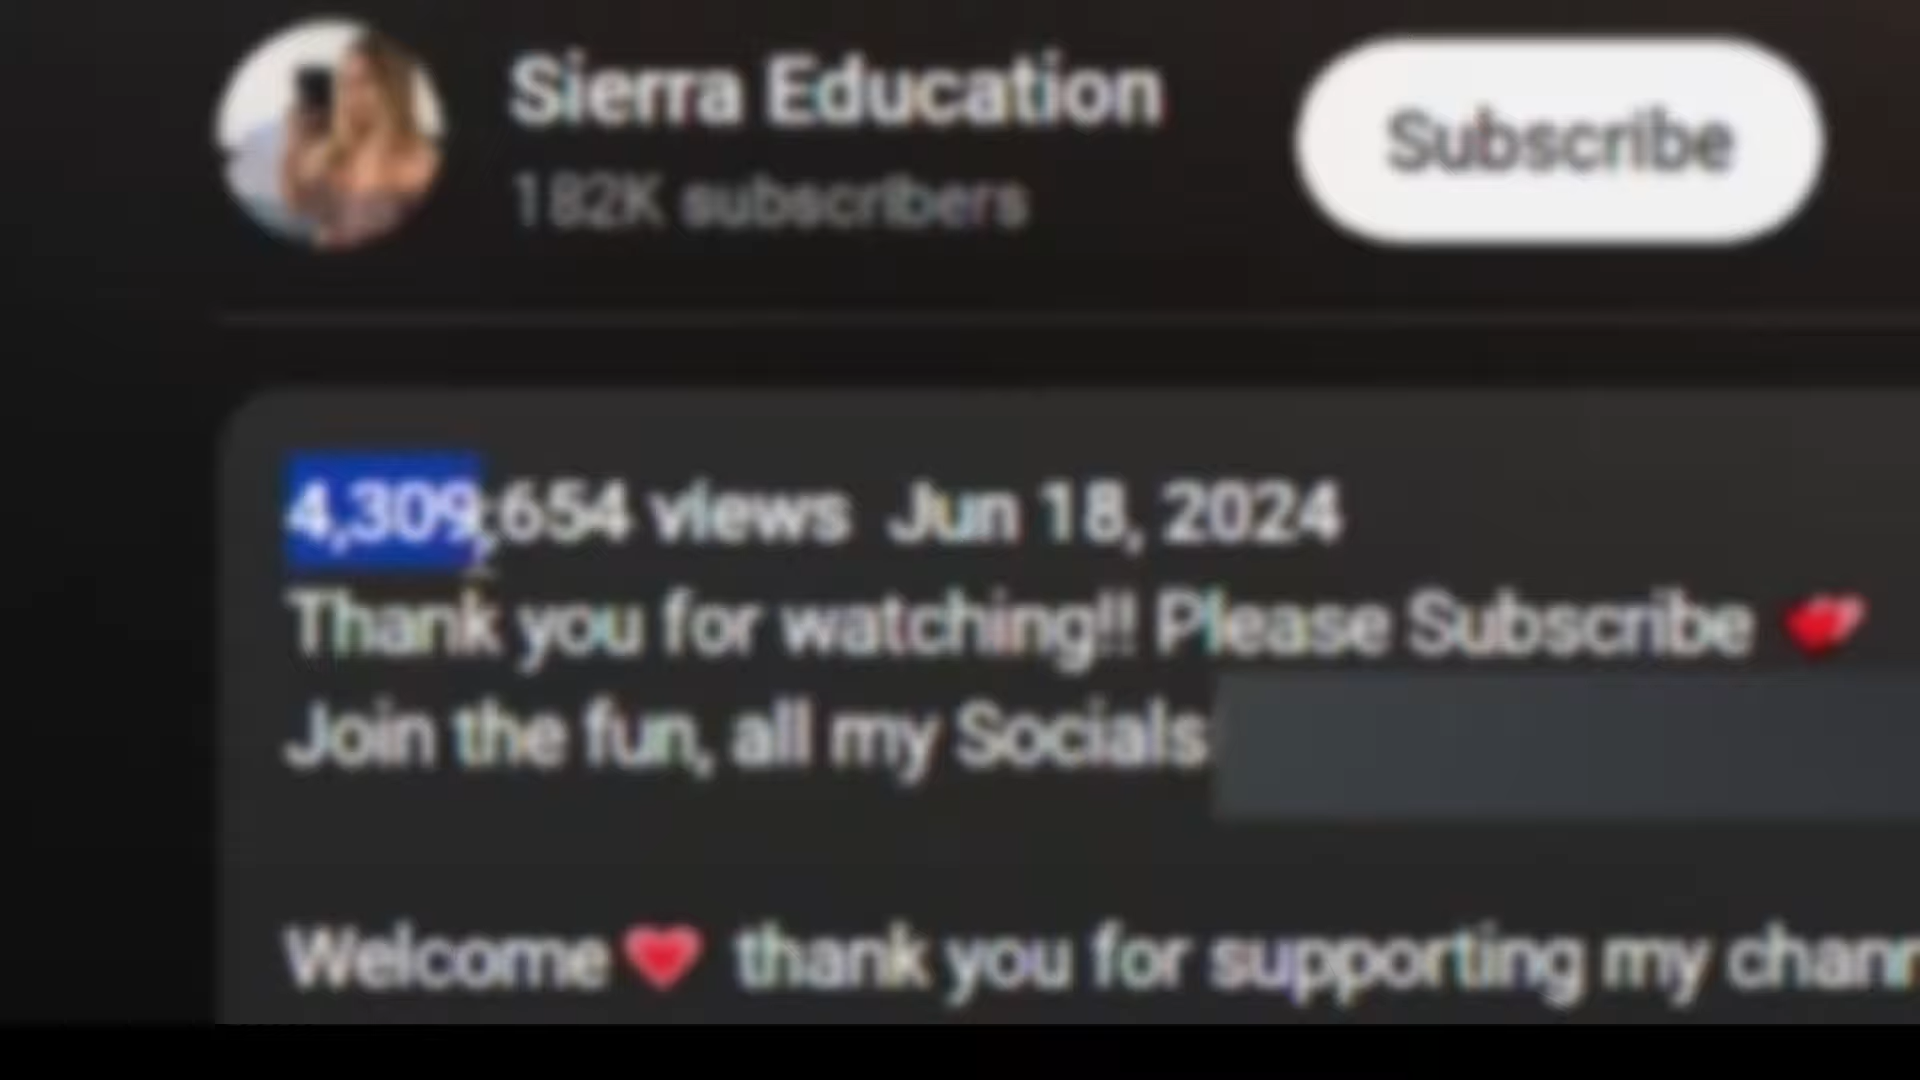 Sierra Education
Subscribe
182K subscribers
4,309,654 views Jun 18, 2024
Thank you for watching!! Please Subscribe 💋
Join the fun, all my Socials
Welcome❤️ thank you for supporting my chann